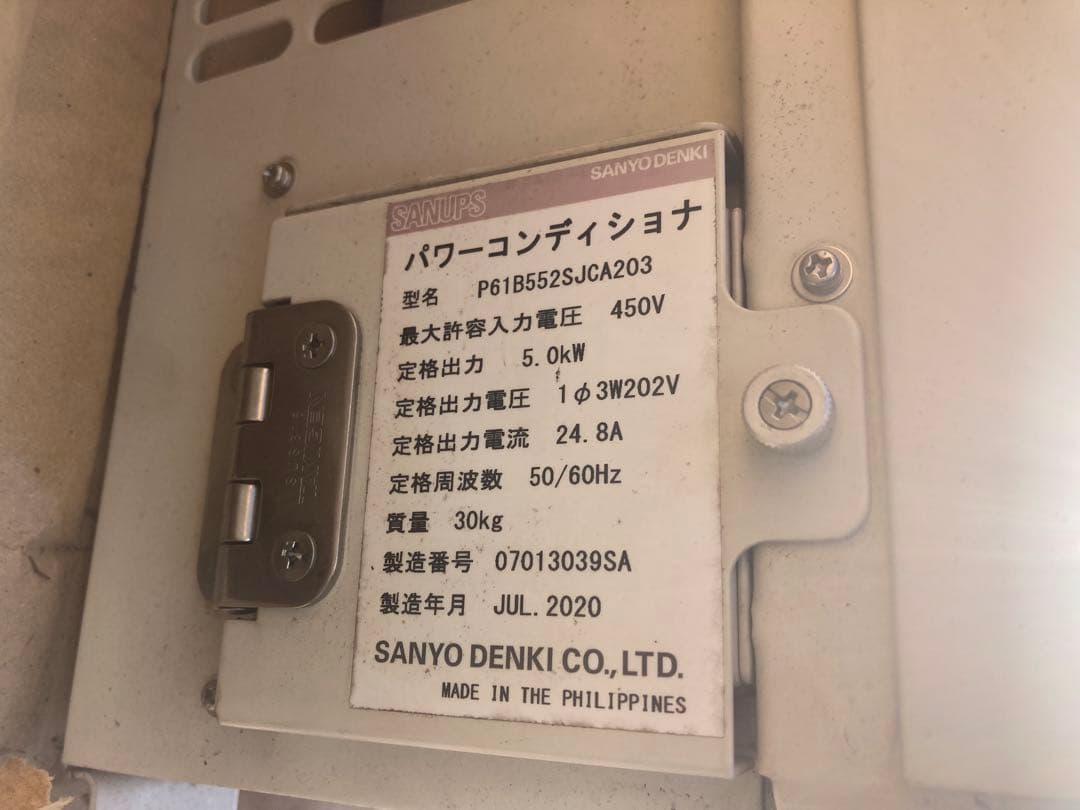 SANUPS SANYO DENKI
パワーコンディショナ
型名 P61B552SJCA203
最大許容入力電圧 450V
定格出力 5.0kW
定格出力電圧 1φ3W202V
定格出力電流 24.8A
定格周波数 50/60Hz
質量 30kg
製造番号 07013039SA
製造年月 JUL.2020
SANYO DENKI CO.,LTD.
MADE IN THE PHILIPPINES